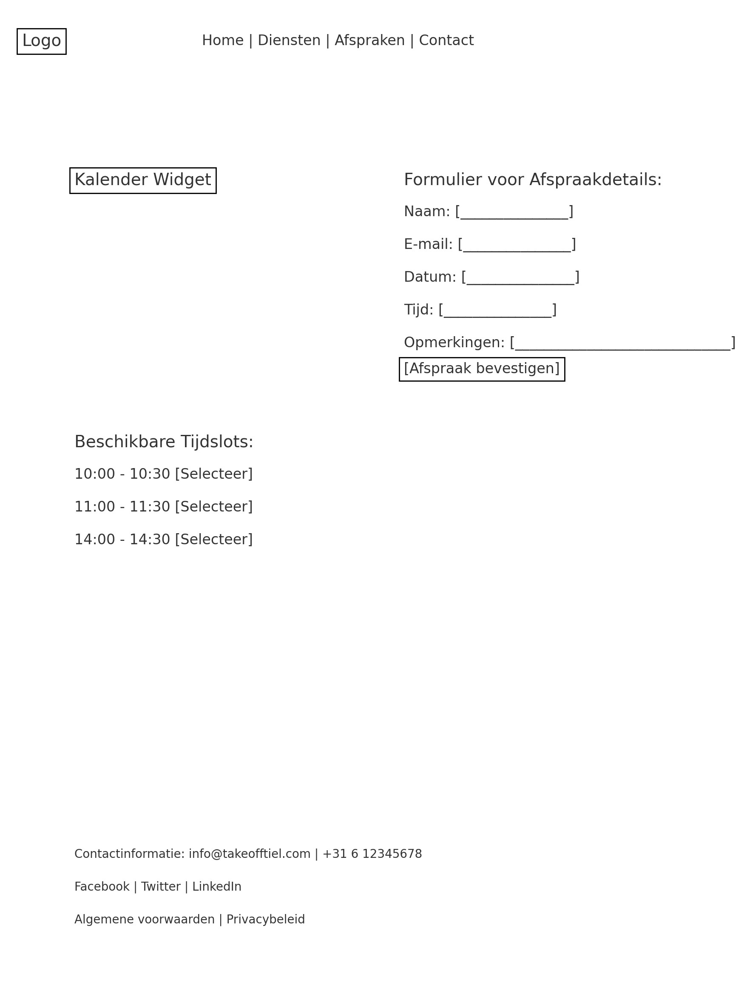 Logo
Home | Diensten | Afspraken | Contact
Kalender Widget
Formulier voor Afspraakdetails:
Naam: [_______________]
E-mail: [_______________]
Datum: [_______________]
Tijd: [_______________]
Opmerkingen: [______________________________]
[Afspraak bevestigen]
Beschikbare Tijdslots:
10:00 - 10:30 [Selecteer]
11:00 - 11:30 [Selecteer]
14:00 - 14:30 [Selecteer]
Contactinformatie: info@takeofftiel.com | +31 6 12345678
Facebook | Twitter | LinkedIn
Algemene voorwaarden | Privacybeleid